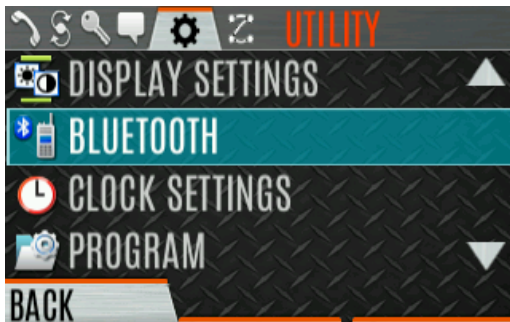 UTILITY
DISPLAY SETTINGS
BLUETOOTH
CLOCK SETTINGS
PROGRAM
BACK